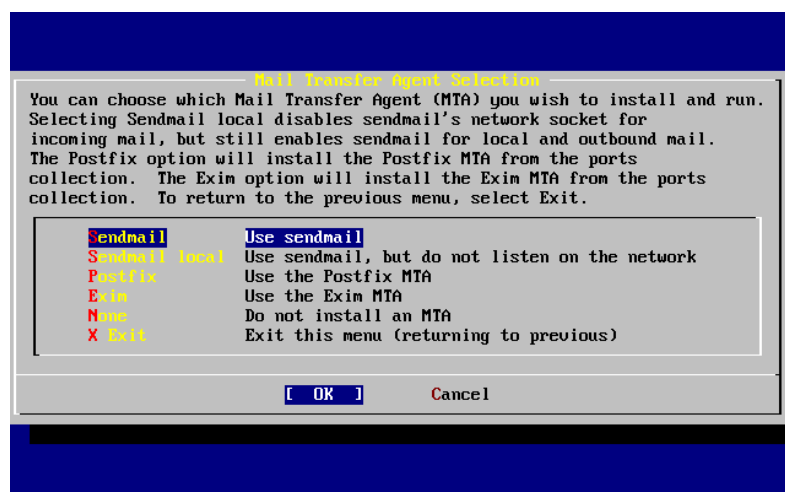 Mail Transfer Agent Selection
You can choose which Mail Transfer Agent (MTA) you wish to install and run.
Selecting Sendmail local disables sendmail's network socket for
incoming mail, but still enables sendmail for local and outbound mail.
The Postfix option will install the Postfix MTA from the ports
collection.  The Exim option will install the Exim MTA from the ports
collection.  To return to the previous menu, select Exit.
Sendmail Use sendmail
Sendmail local Use sendmail, but do not listen on the network
Postfix Use the Postfix MTA
Exim Use the Exim MTA
None Do not install an MTA
X Exit Exit this menu (returning to previous)
[ OK ] Cancel